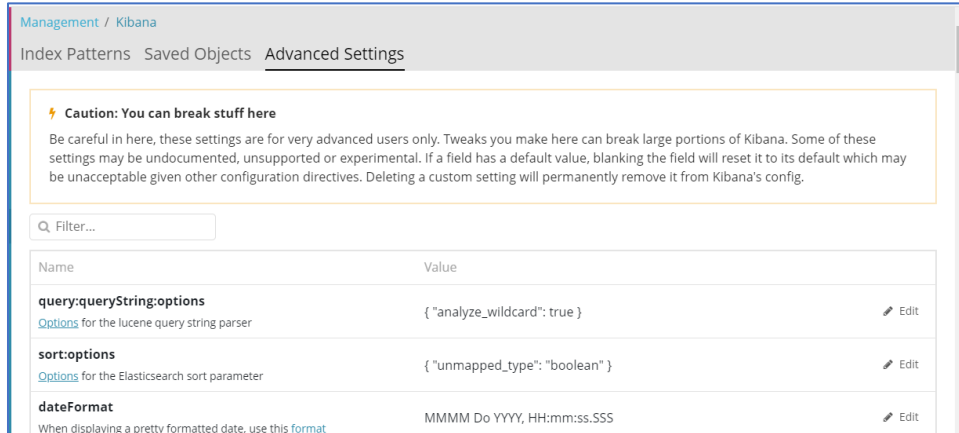 Management / Kibana
Index Patterns Saved Objects Advanced Settings
Caution: You can break stuff here
Be careful in here, these settings are for very advanced users only. Tweaks you make here can break large portions of Kibana. Some of these
settings may be undocumented, unsupported or experimental. If a field has a default value, blanking the field will reset it to its default which may
be unacceptable given other configuration directives. Deleting a custom setting will permanently remove it from Kibana's config.
Filter...
Name Value
query:queryString:options
Options for the lucene query string parser
{ "analyze_wildcard": true }
Edit
sort:options
Options for the Elasticsearch sort parameter
{ "unmapped_type": "boolean" }
Edit
dateFormat
When displaying a pretty formatted date, use this format
MMMM Do YYYY, HH:mm:ss.SSS
Edit